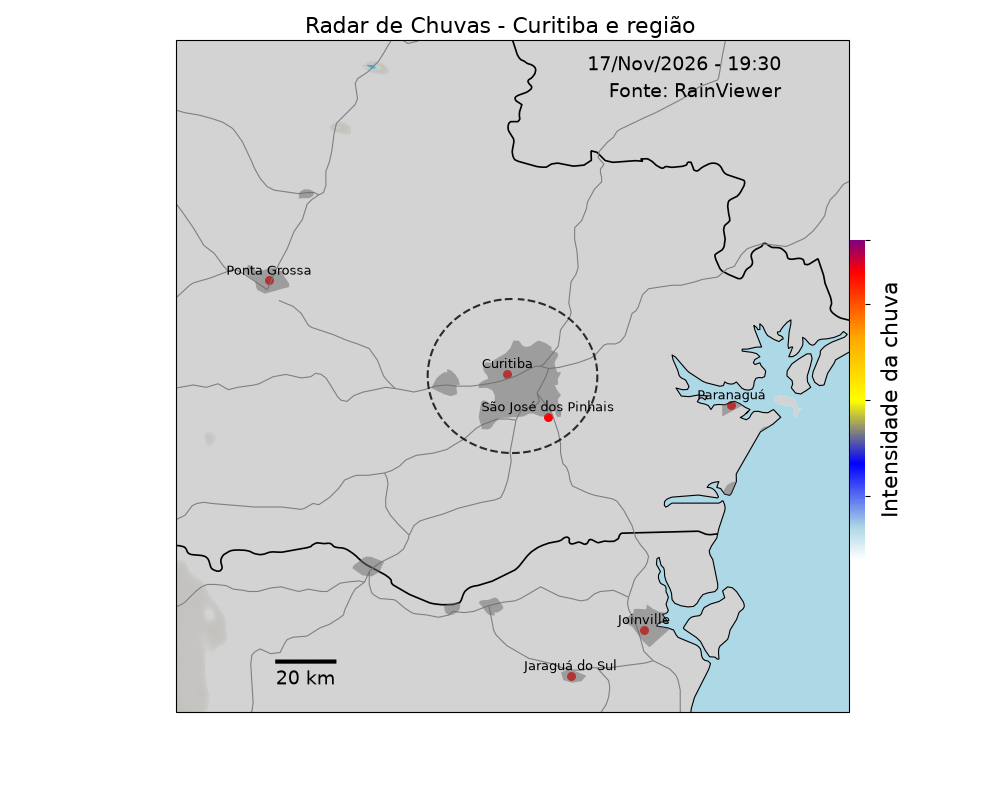 Radar de Chuvas - Curitiba e região
17/Nov/2026 - 19:30
Fonte: RainViewer
Ponta Grossa
Curitiba
São José dos Pinhais
Paranaguá
Intensidade da chuva
Joinville
Jaraguá do Sul
20 km